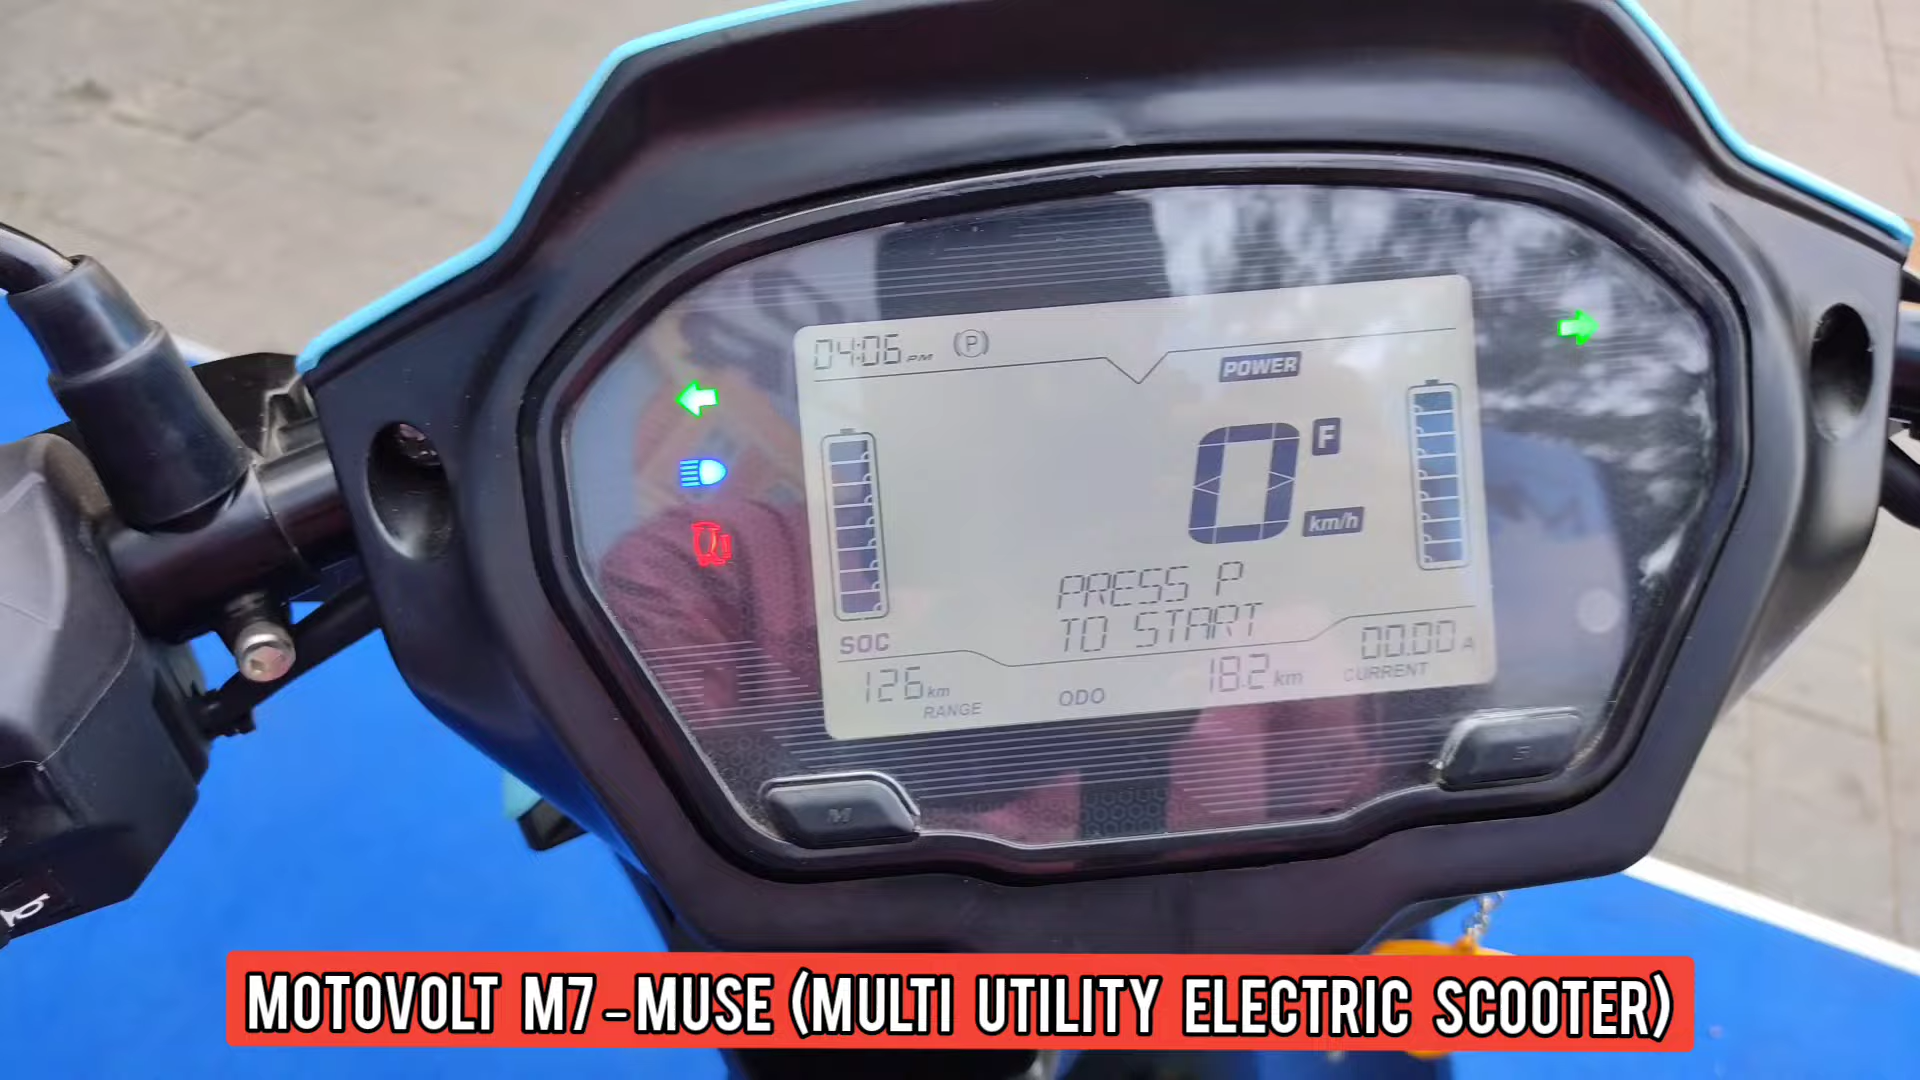 04:06 PM (P)
POWER
0 F
km/h
PRESS P
TO START
SOC
126 km
RANGE
ODO
18.2 km
00.00 A
CURRENT
M
S
MOTOVOLT M7-MUSE (MULTI UTILITY ELECTRIC SCOOTER)